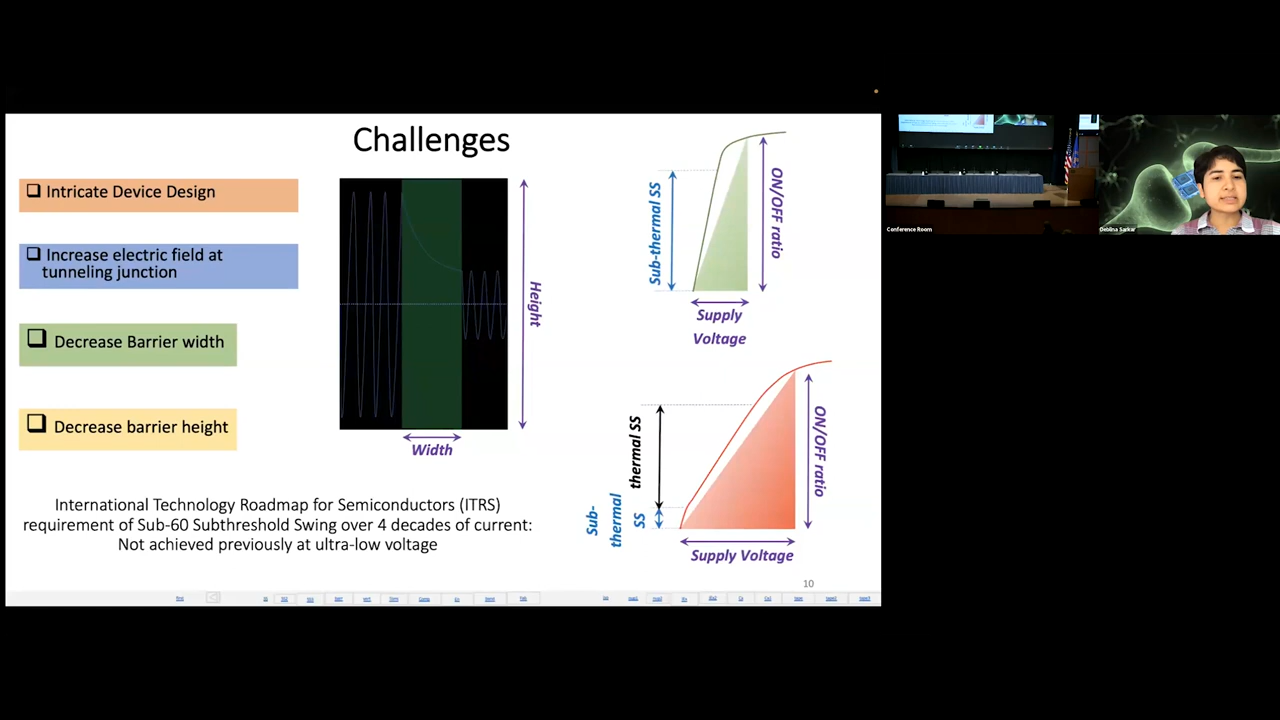 Challenges
Intricate Device Design
Increase electric field at
tunneling junction
Decrease Barrier width
Decrease barrier height
Height
Width
Sub-thermal SS
ON/OFF ratio
Supply
Voltage
thermal SS
Sub-
thermal
SS
ON/OFF ratio
Supply Voltage
International Technology Roadmap for Semiconductors (ITRS)
requirement of Sub-60 Subthreshold Swing over 4 decades of current:
Not achieved previously at ultra-low voltage
10
Conference Room
Deblina Sarkar